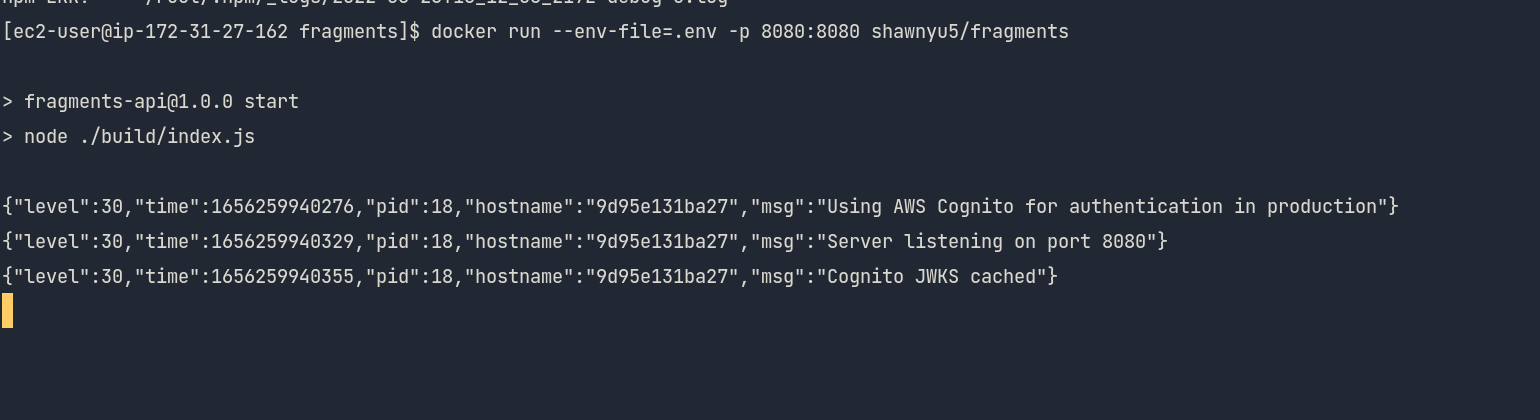 [ec2-user@ip-172-31-27-162 fragments]$ docker run --env-file=.env -p 8080:8080 shawnyu5/fragments
> fragments-api@1.0.0 start
> node ./build/index.js
{"level":30,"time":1656259940276,"pid":18,"hostname":"9d95e131ba27","msg":"Using AWS Cognito for authentication in production"}
{"level":30,"time":1656259940329,"pid":18,"hostname":"9d95e131ba27","msg":"Server listening on port 8080"}
{"level":30,"time":1656259940355,"pid":18,"hostname":"9d95e131ba27","msg":"Cognito JWKS cached"}